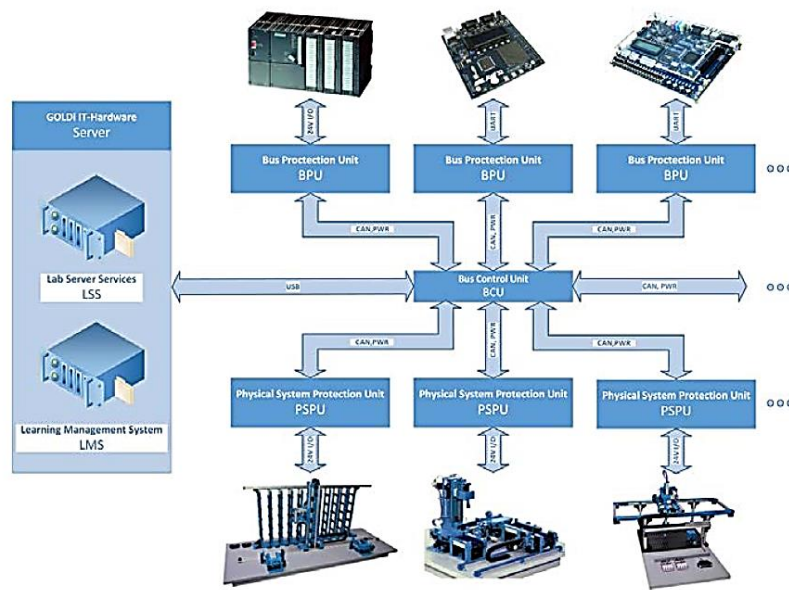 GOLDi IT-Hardware
Server
Lab Server Services
LSS
Learning Management System
LMS
24V I/O
UART
UART
Bus Proctection Unit
BPU
Bus Proctection Unit
BPU
Bus Proctection Unit
BPU
CAN,PWR
CAN, PWR
CAN,PWR
USB
Bus Control Unit
BCU
CAN, PWR
CAN,PWR
CAN, PWR
CAN,PWR
Physical System Protection Unit
PSPU
Physical System Protection Unit
PSPU
Physical System Protection Unit
PSPU
24V I/O
24V I/O
24V I/O